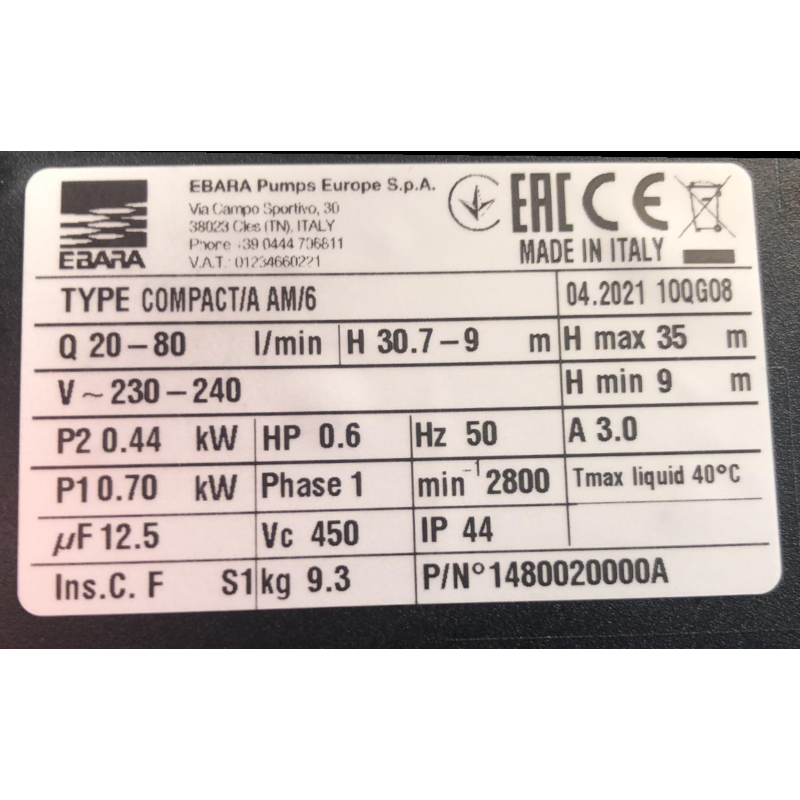 EBARA
EBARA Pumps Europe S.p.A.
Via Campo Sportivo, 30
38023 Cles (TN), ITALY
Phone +39 0444 706811
V.A.T.: 01234660221
EAC CE
MADE IN ITALY
TYPE COMPACT/A AM/6 04.2021 10QG08
Q 20-80 l/min H 30.7-9 m H max 35 m
V ~ 230-240 H min 9 m
P2 0.44 kW HP 0.6 Hz 50 A 3.0
P1 0.70 kW Phase 1 min⁻¹ 2800 Tmax liquid 40°C
µF 12.5 Vc 450 IP 44
Ins.C. F S1 kg 9.3 P/N° 1480020000A